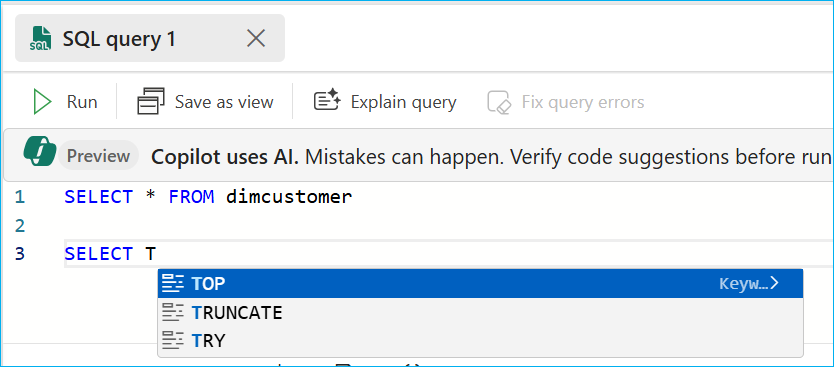 SQL SQL query 1
Run Save as view Explain query Fix query errors
Preview Copilot uses AI. Mistakes can happen. Verify code suggestions before run
1 SELECT * FROM dimcustomer
2
3 SELECT T
TOP Keyw...
TRUNCATE
TRY